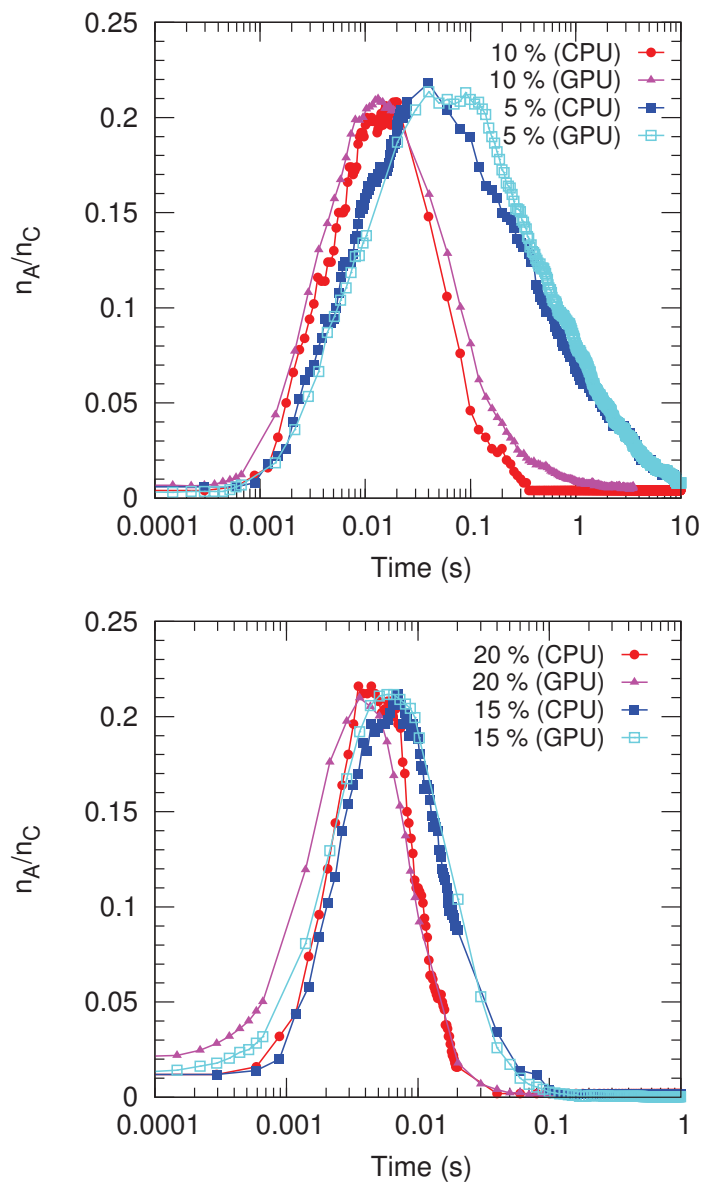 0.25
0.2
0.15
0.1
0.05
0
n_A/n_C
10 % (CPU)
10 % (GPU)
5 % (CPU)
5 % (GPU)
0.0001 0.001 0.01 0.1 1 10
Time (s)
0.25
0.2
0.15
0.1
0.05
0
n_A/n_C
20 % (CPU)
20 % (GPU)
15 % (CPU)
15 % (GPU)
0.0001 0.001 0.01 0.1 1
Time (s)